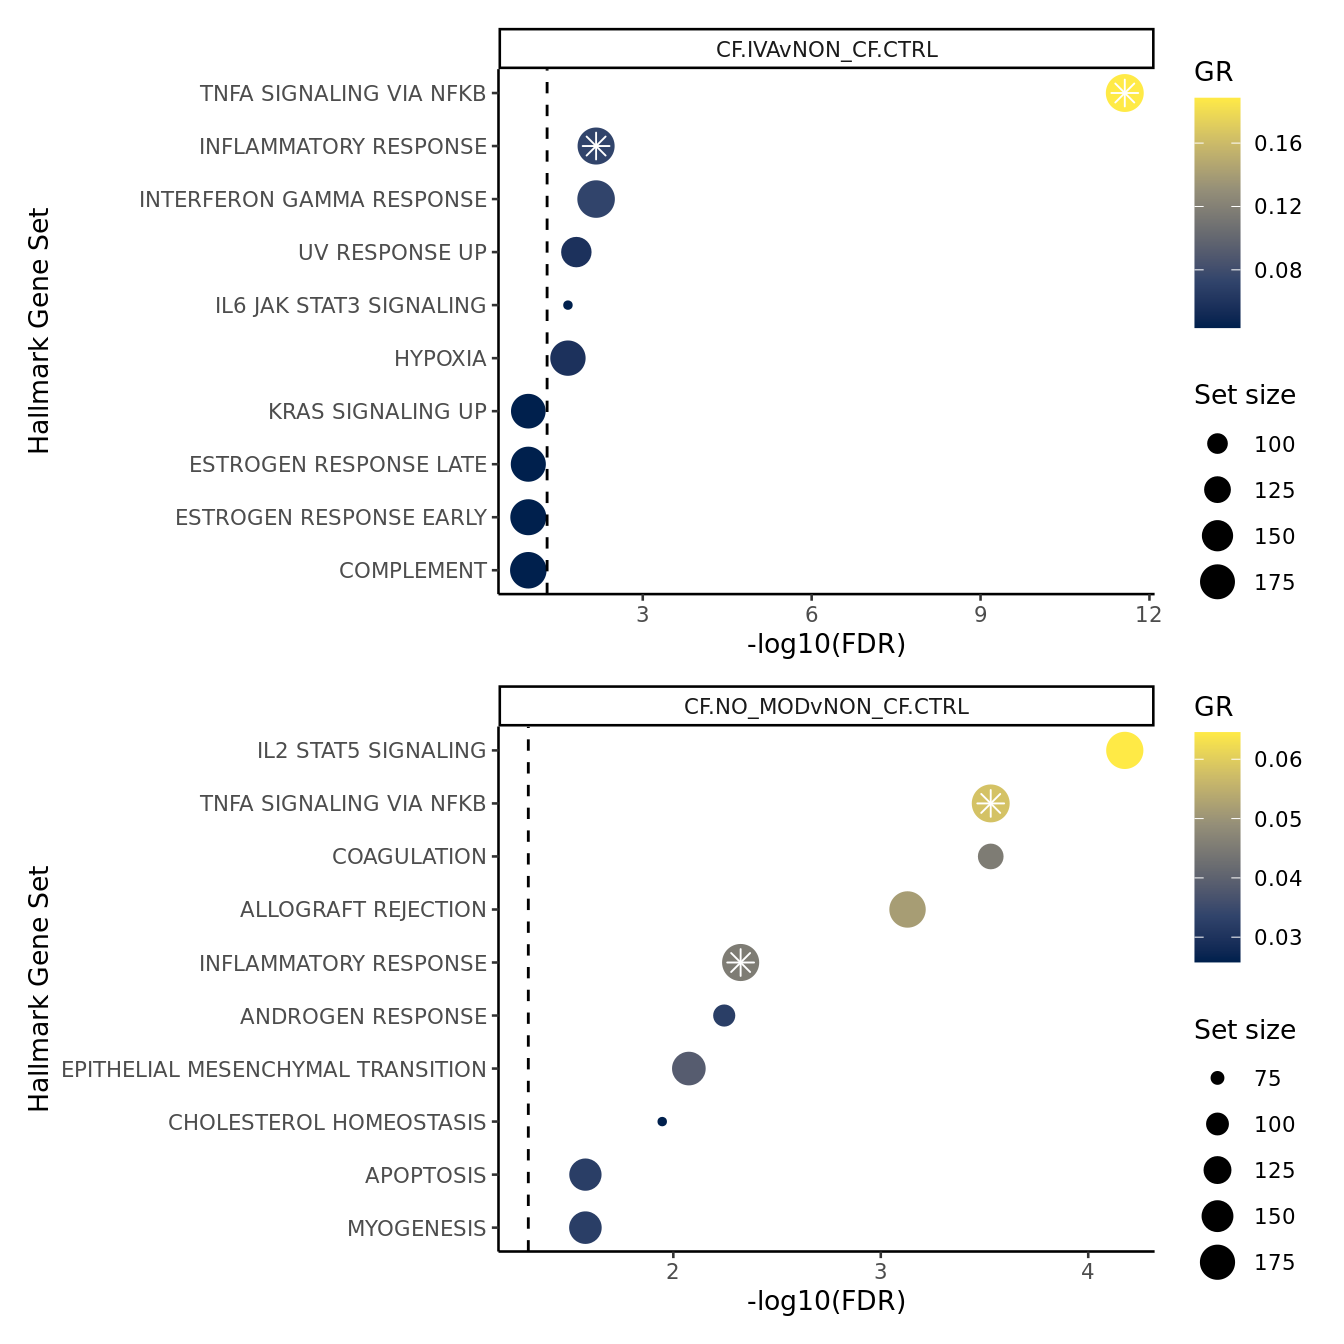 CF.IVAvNON_CF.CTRL
Hallmark Gene Set
TNFA SIGNALING VIA NFKB
INFLAMMATORY RESPONSE
INTERFERON GAMMA RESPONSE
UV RESPONSE UP
IL6 JAK STAT3 SIGNALING
HYPOXIA
KRAS SIGNALING UP
ESTROGEN RESPONSE LATE
ESTROGEN RESPONSE EARLY
COMPLEMENT
3 6 9 12
-log10(FDR)
GR
0.16
0.12
0.08
Set size
100
125
150
175
CF.NO_MODvNON_CF.CTRL
Hallmark Gene Set
IL2 STAT5 SIGNALING
TNFA SIGNALING VIA NFKB
COAGULATION
ALLOGRAFT REJECTION
INFLAMMATORY RESPONSE
ANDROGEN RESPONSE
EPITHELIAL MESENCHYMAL TRANSITION
CHOLESTEROL HOMEOSTASIS
APOPTOSIS
MYOGENESIS
2 3 4
-log10(FDR)
GR
0.06
0.05
0.04
0.03
Set size
75
100
125
150
175